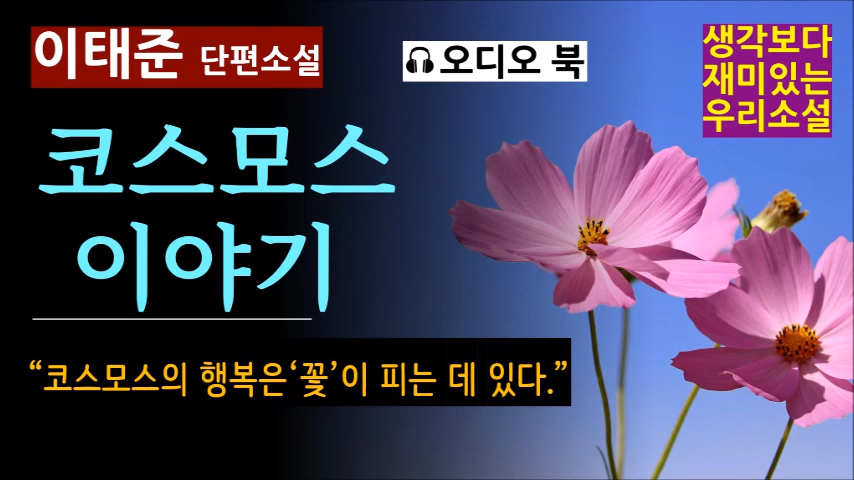 이태준 단편소설
오디오 북
생각보다
재미있는
우리소설
코스모스
이야기
“코스모스의 행복은‘꽃’이 피는 데 있다.”